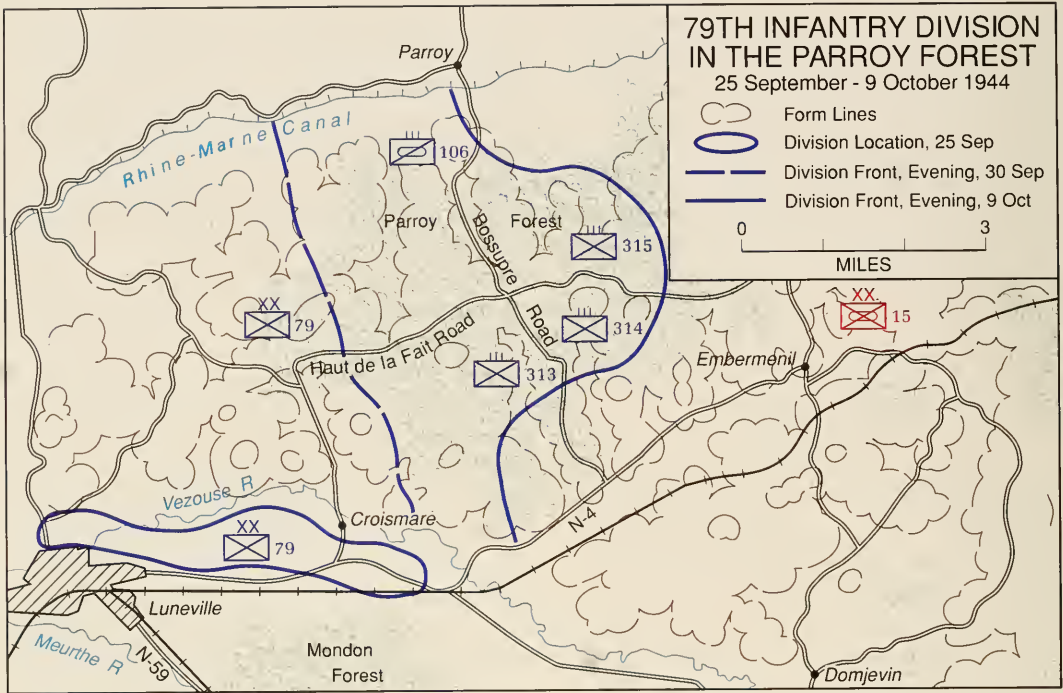 79TH INFANTRY DIVISION
IN THE PARROY FOREST
25 September - 9 October 1944
Form Lines
Division Location, 25 Sep
Division Front, Evening, 30 Sep
Division Front, Evening, 9 Oct
0
3
MILES
Parroy
Rhine-Marne Canal
106
Parroy
Forest
Bossupre
Road
315
XX
79
314
Haut de la Fait Road
313
XX
15
Embermenil
Vezouse R
Croismare
N-4
XX
79
Luneville
Meurthe R
N-59
Mondon
Forest
Domjevin